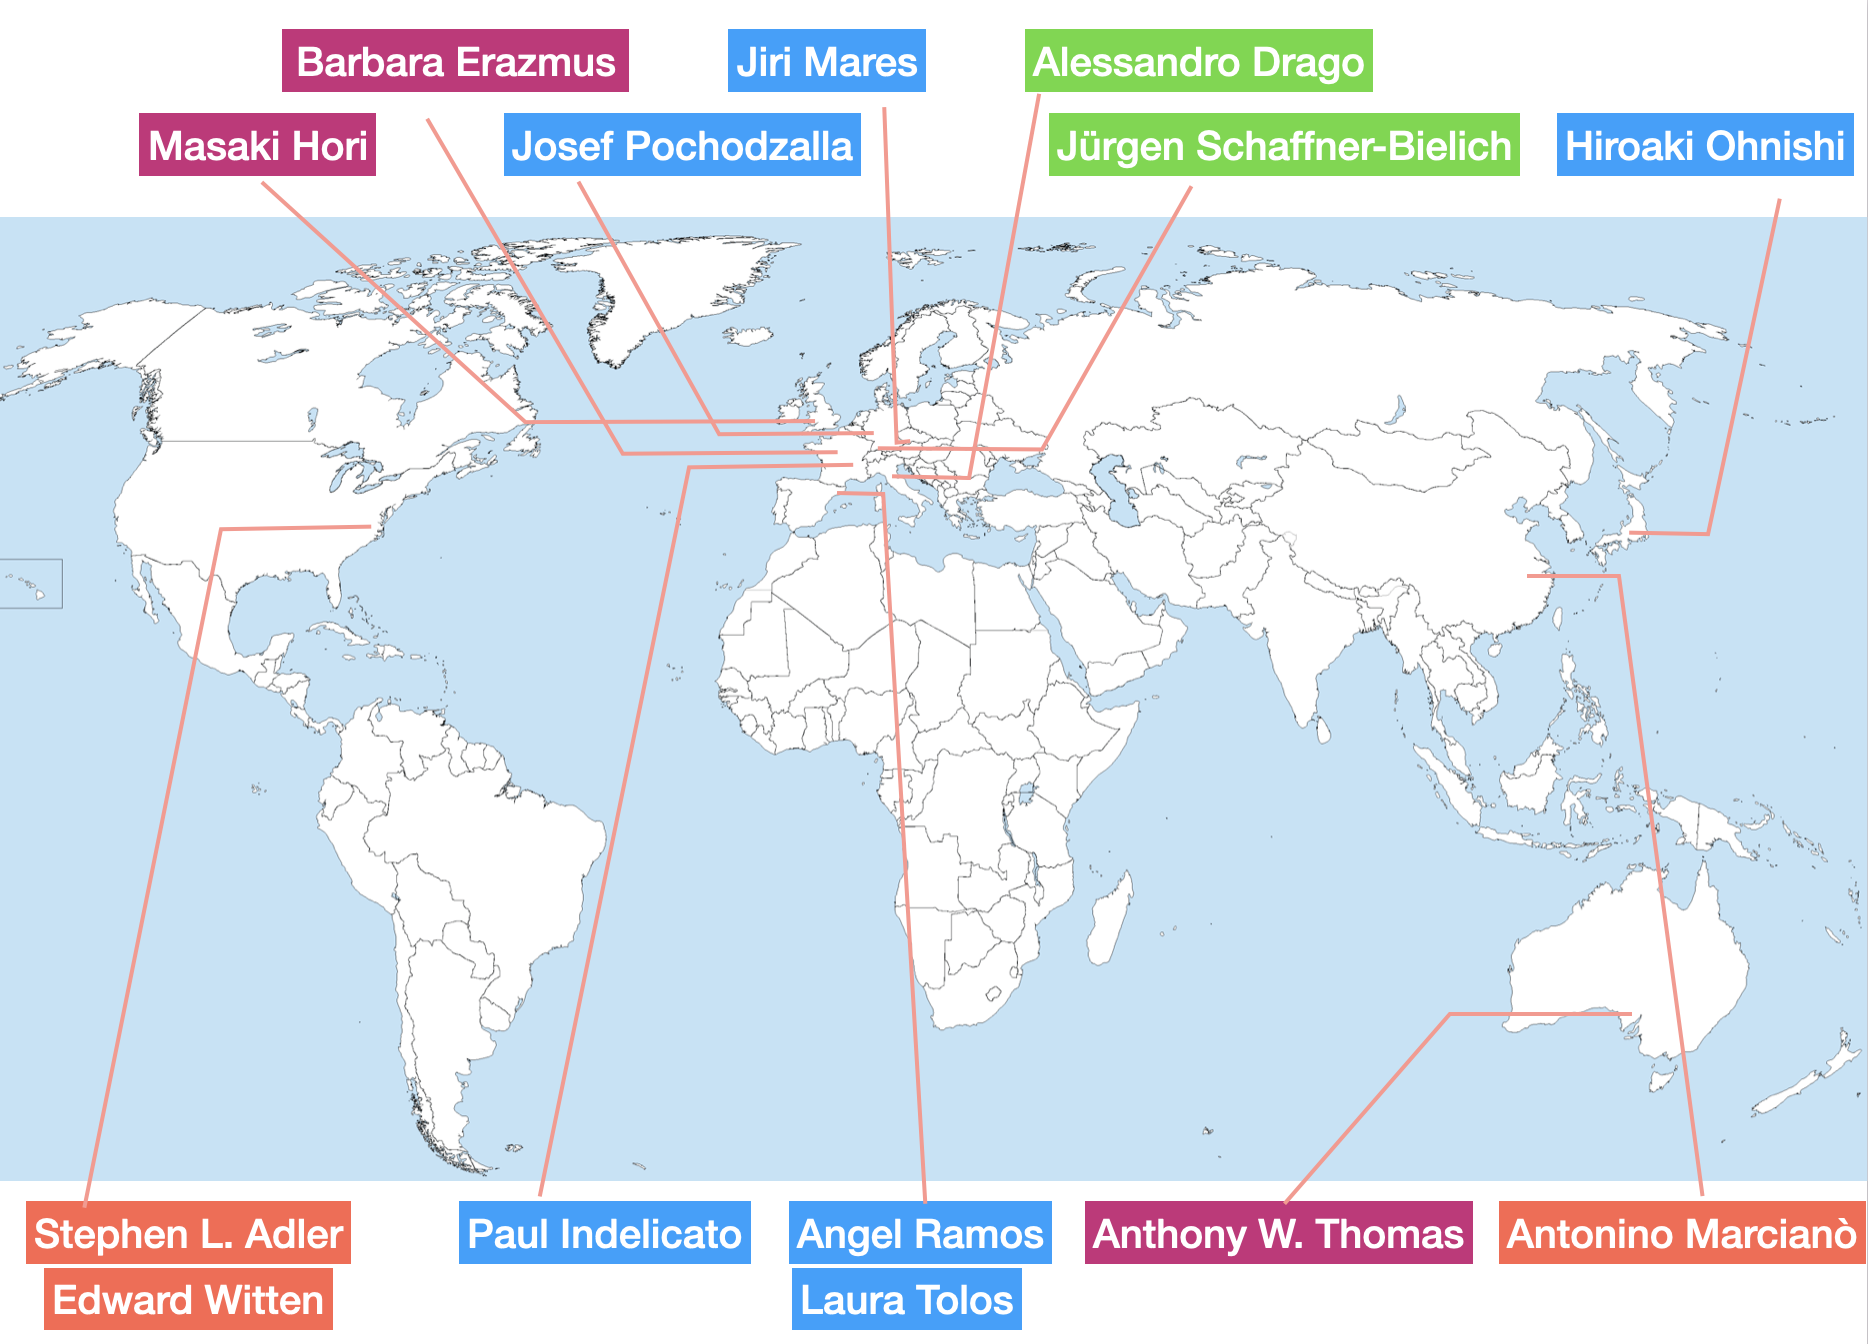 Barbara Erazmus
Jiri Mares
Alessandro Drago
Masaki Hori
Josef Pochodzalla
Jürgen Schaffner-Bielich
Hiroaki Ohnishi
Stephen L. Adler
Paul Indelicato
Angel Ramos
Anthony W. Thomas
Antonino Marcianò
Edward Witten
Laura Tolos